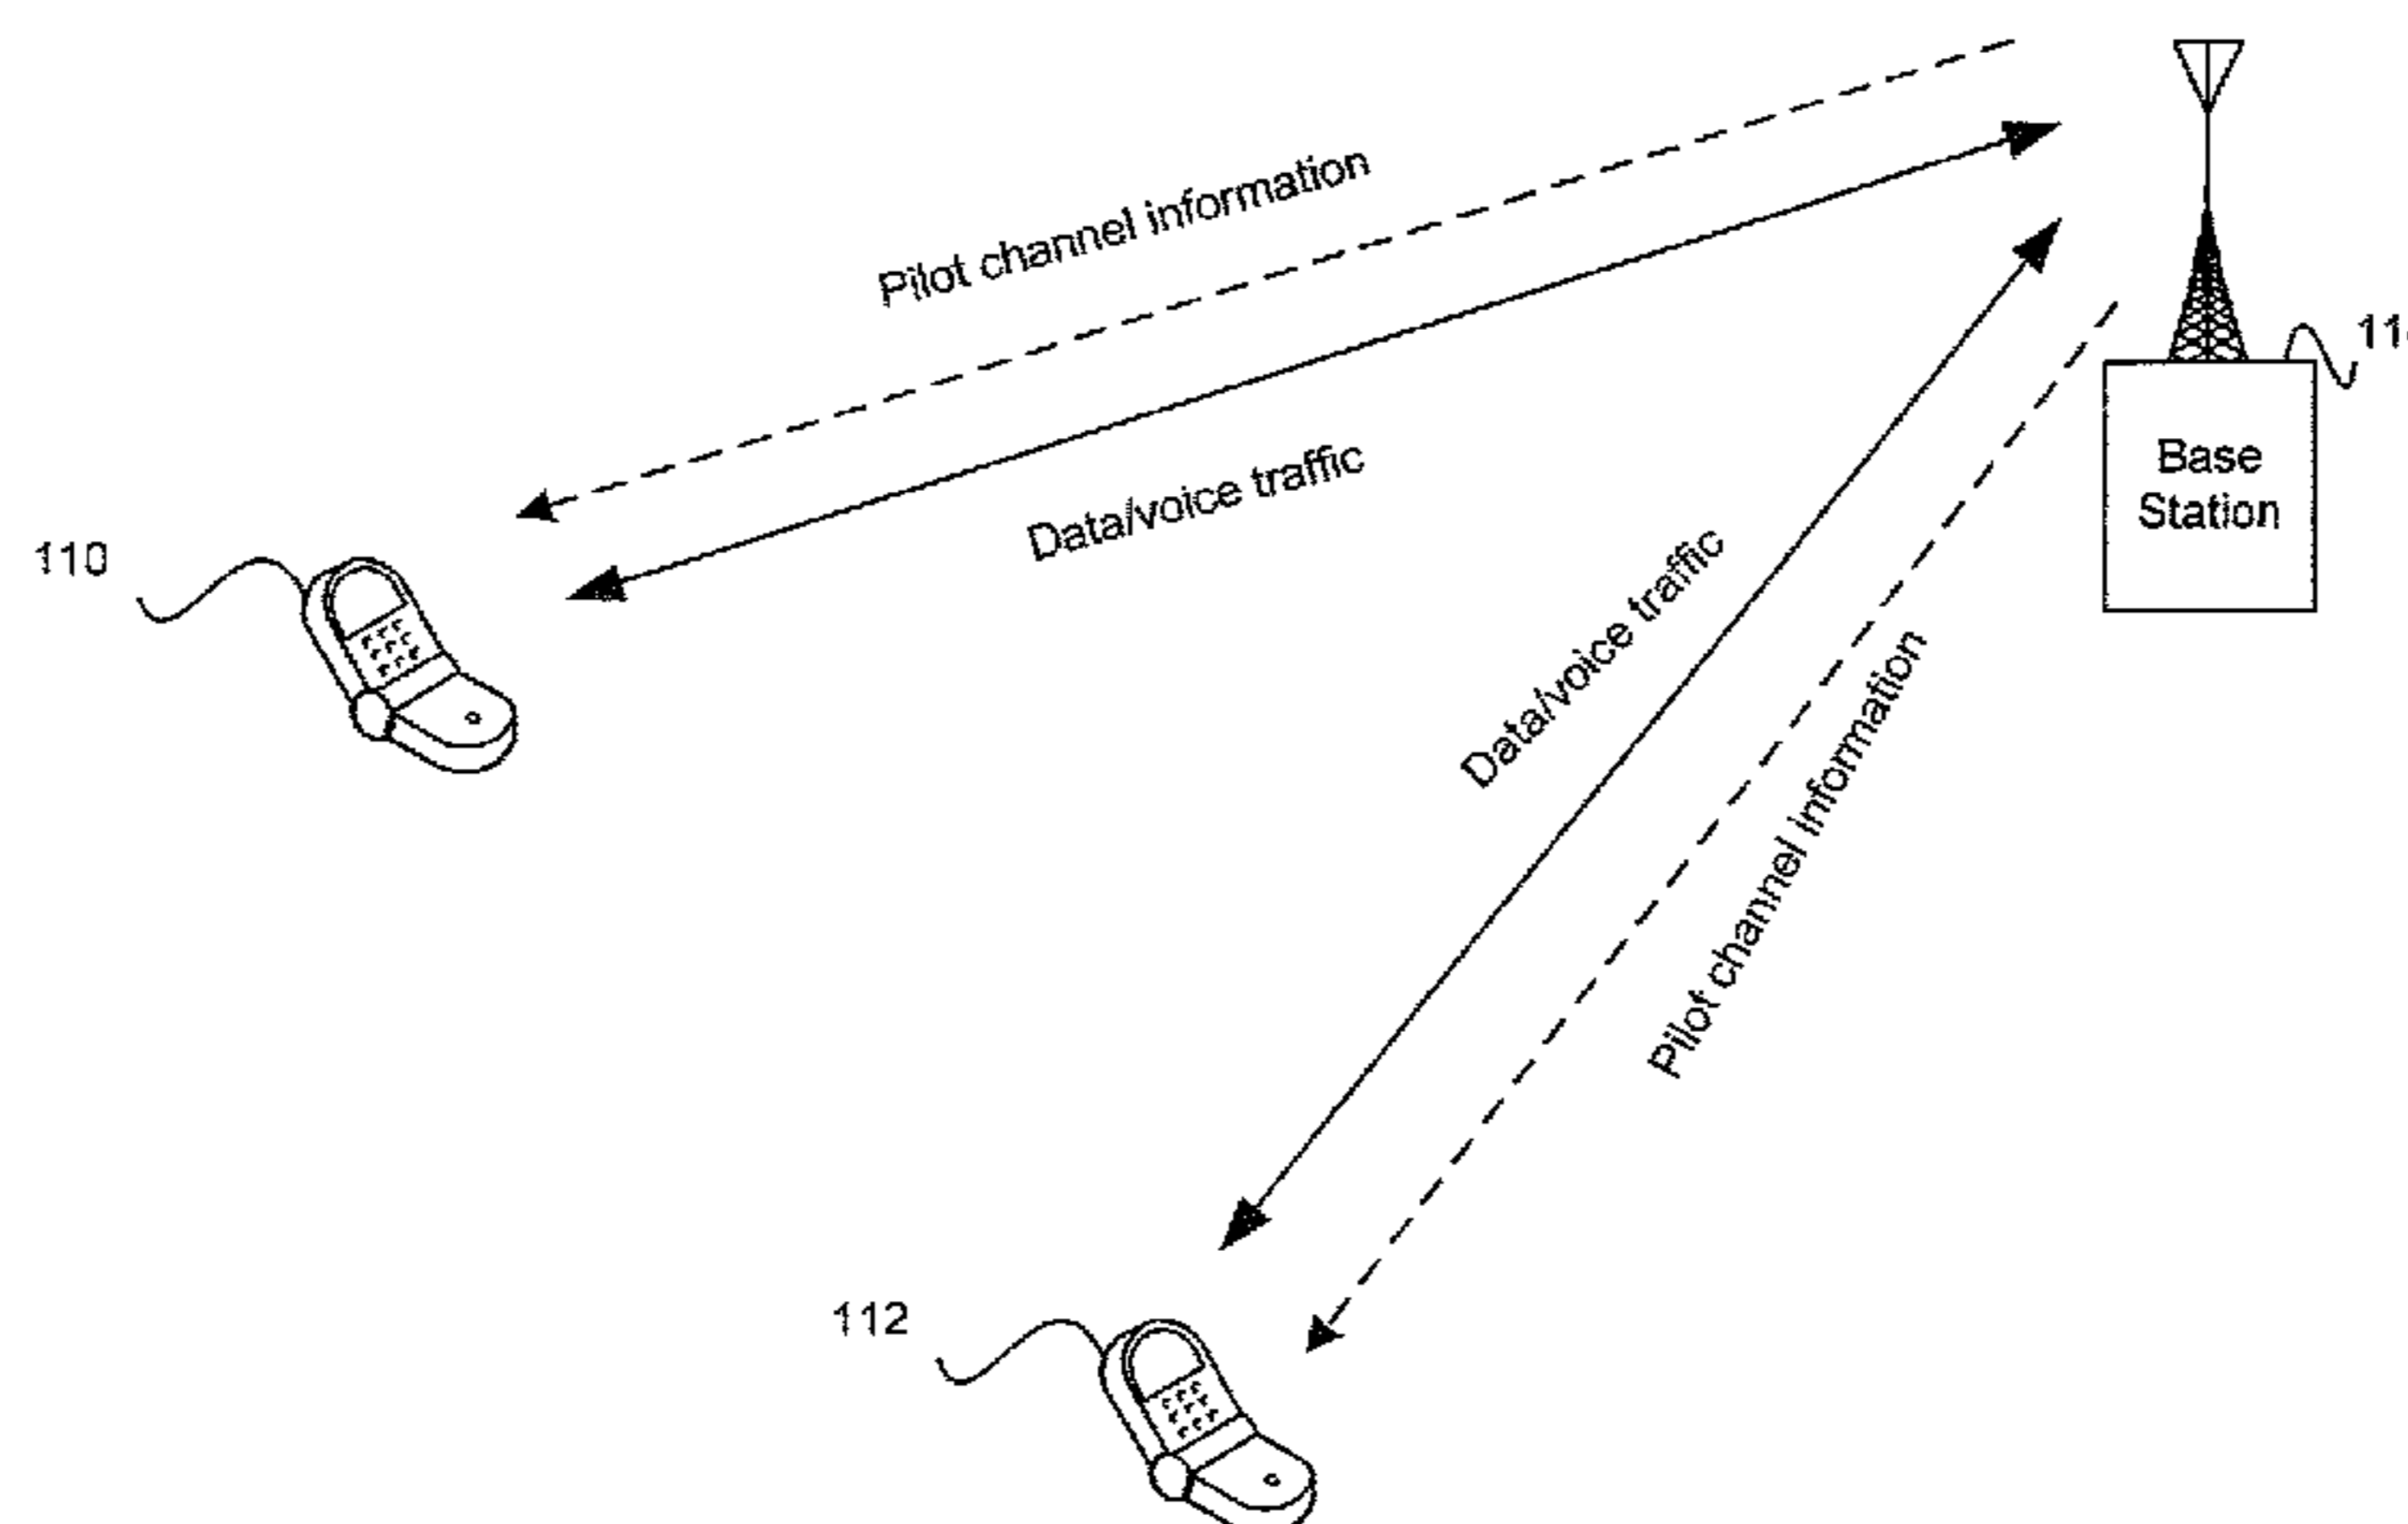 Pilot channel information
Data/voice traffic
Base
Station
110
Data/voice traffic
Pilot channel information
112